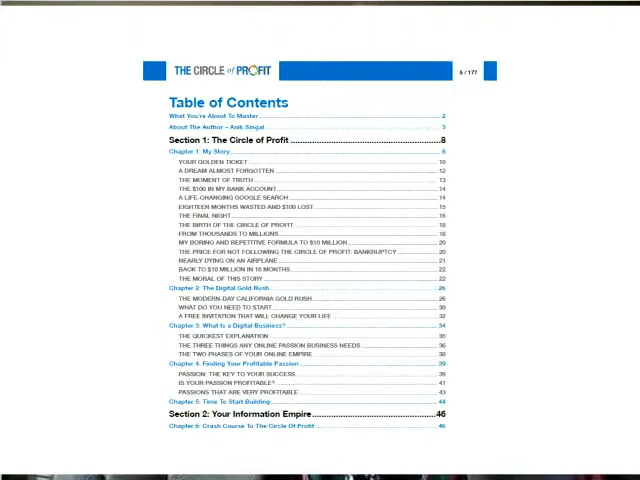 THE CIRCLE of PROFIT
5 / 177
Table of Contents
What You're About To Master 2
About The Author – Anik Singal 3
Section 1: The Circle of Profit 8
Chapter 1: My Story 8
YOUR GOLDEN TICKET 10
A DREAM ALMOST FORGOTTEN 12
THE MOMENT OF TRUTH 13
THE $100 IN MY BANK ACCOUNT 14
A LIFE-CHANGING GOOGLE SEARCH 14
EIGHTEEN MONTHS WASTED AND $100 LOST 15
THE FINAL NIGHT 16
THE BIRTH OF THE CIRCLE OF PROFIT 18
FROM THOUSANDS TO MILLIONS 18
MY BORING AND REPETITIVE FORMULA TO $10 MILLION 20
THE PRICE FOR NOT FOLLOWING THE CIRCLE OF PROFIT: BANKRUPTCY 20
NEARLY DYING ON AN AIRPLANE 21
BACK TO $10 MILLION IN 16 MONTHS 22
THE MORAL OF THIS STORY 22
Chapter 2: The Digital Gold Rush 26
THE MODERN-DAY CALIFORNIA GOLD RUSH 26
WHAT DO YOU NEED TO START 30
A FREE INVITATION THAT WILL CHANGE YOUR LIFE 32
Chapter 3: What Is a Digital Business? 34
THE QUICKEST EXPLANATION 35
THE THREE THINGS ANY ONLINE PASSION BUSINESS NEEDS 36
THE TWO PHASES OF YOUR ONLINE EMPIRE 38
Chapter 4: Finding Your Profitable Passion 39
PASSION: THE KEY TO YOUR SUCCESS 39
IS YOUR PASSION PROFITABLE? 41
PASSIONS THAT ARE VERY PROFITABLE 43
Chapter 5: Time To Start Building 44
Section 2: Your Information Empire 46
Chapter 6: Crash Course To The Circle Of Profit 46